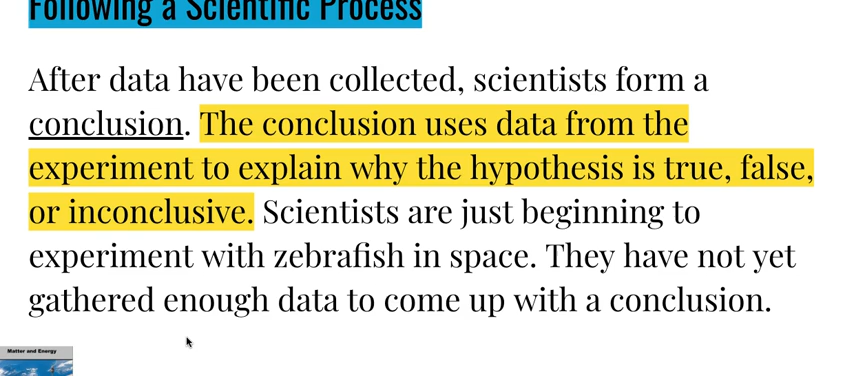 Following a Scientific Process
After data have been collected, scientists form a
conclusion. The conclusion uses data from the
experiment to explain why the hypothesis is true, false,
or inconclusive. Scientists are just beginning to
experiment with zebrafish in space. They have not yet
gathered enough data to come up with a conclusion.
Matter and Energy